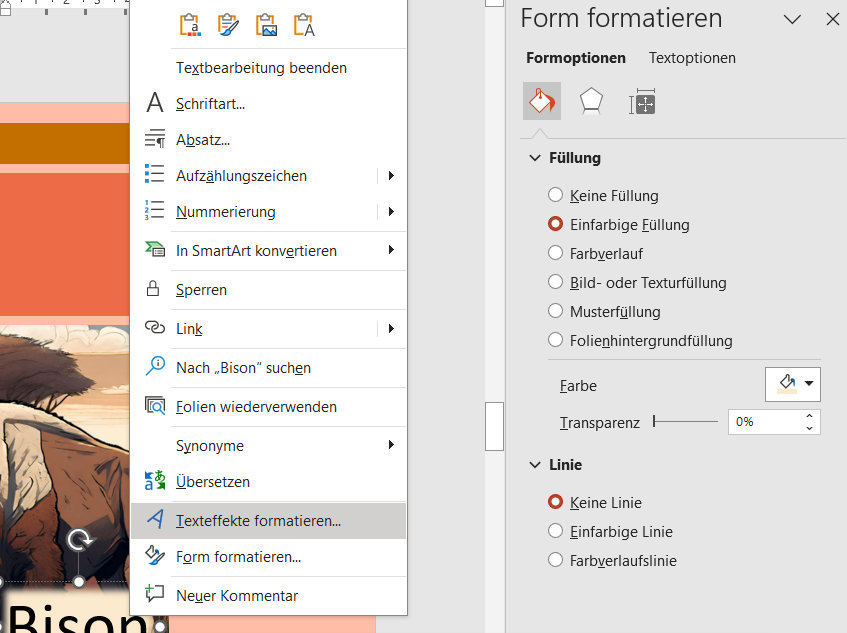 Textbearbeitung beenden
Schriftart...
Absatz...
Aufzählungszeichen
Nummerierung
In SmartArt konvertieren
Sperren
Link
Nach „Bison“ suchen
Folien wiederverwenden
Synonyme
Übersetzen
Texteffekte formatieren...
Form formatieren...
Neuer Kommentar
Bison
Form formatieren
Formoptionen Textoptionen
Füllung
Keine Füllung
Einfarbige Füllung
Farbverlauf
Bild- oder Texturfüllung
Musterfüllung
Folienhintergrundfüllung
Farbe
Transparenz 0%
Linie
Keine Linie
Einfarbige Linie
Farbverlaufslinie